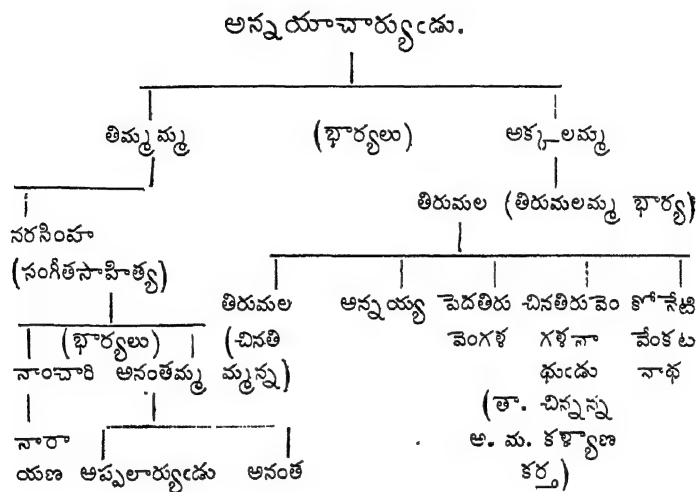 అన్నయాచార్యుఁడు.
తిమ్మమ్మ (భార్యలు) అక్కలమ్మ
తిరుమల (తిరుమలమ్మ భార్య)
నరసింహ
(సంగీతసాహిత్య)
తిరుమల అన్నయ్య పెదతిరు చినతిరువెం కోనేటి
(భార్యలు) (చినతి వెంగళ గళనా వేంకట
నాంచారి అనంతమ్మ మ్మన్న) థుఁడు నాథ
(తా. చిన్నన్న
నారా అ. మ. కళ్యాణ
యణ అప్పలార్యుఁడు అనంత కర్త)